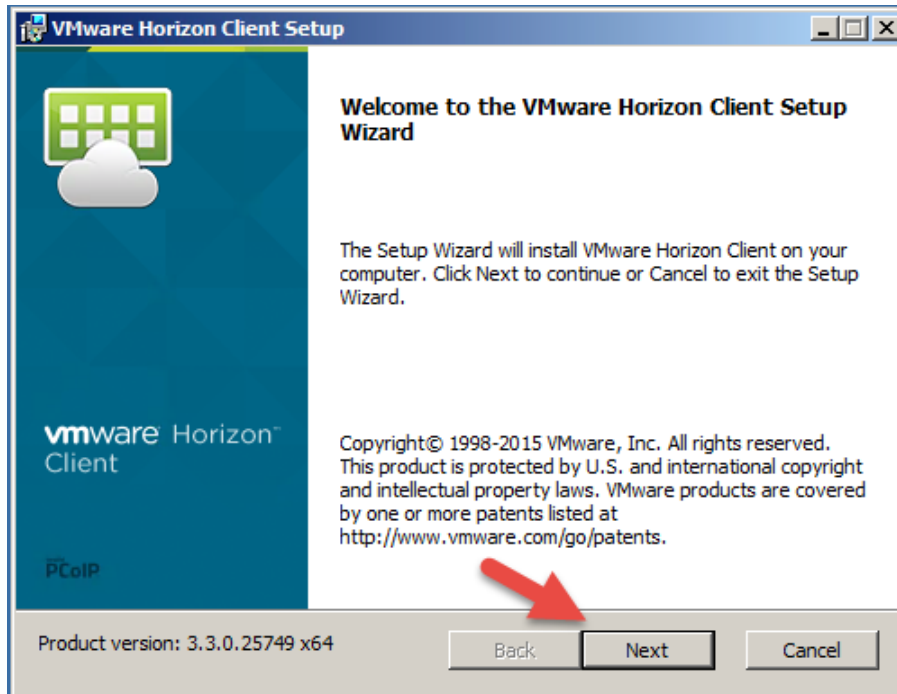 VMware Horizon Client Setup
Welcome to the VMware Horizon Client Setup
Wizard
The Setup Wizard will install VMware Horizon Client on your
computer. Click Next to continue or Cancel to exit the Setup
Wizard.
vmware Horizon™
Client
Copyright© 1998-2015 VMware, Inc. All rights reserved.
This product is protected by U.S. and international copyright
and intellectual property laws. VMware products are covered
by one or more patents listed at
http://www.vmware.com/go/patents.
PCoIP
Product version: 3.3.0.25749 x64
Back
Next
Cancel